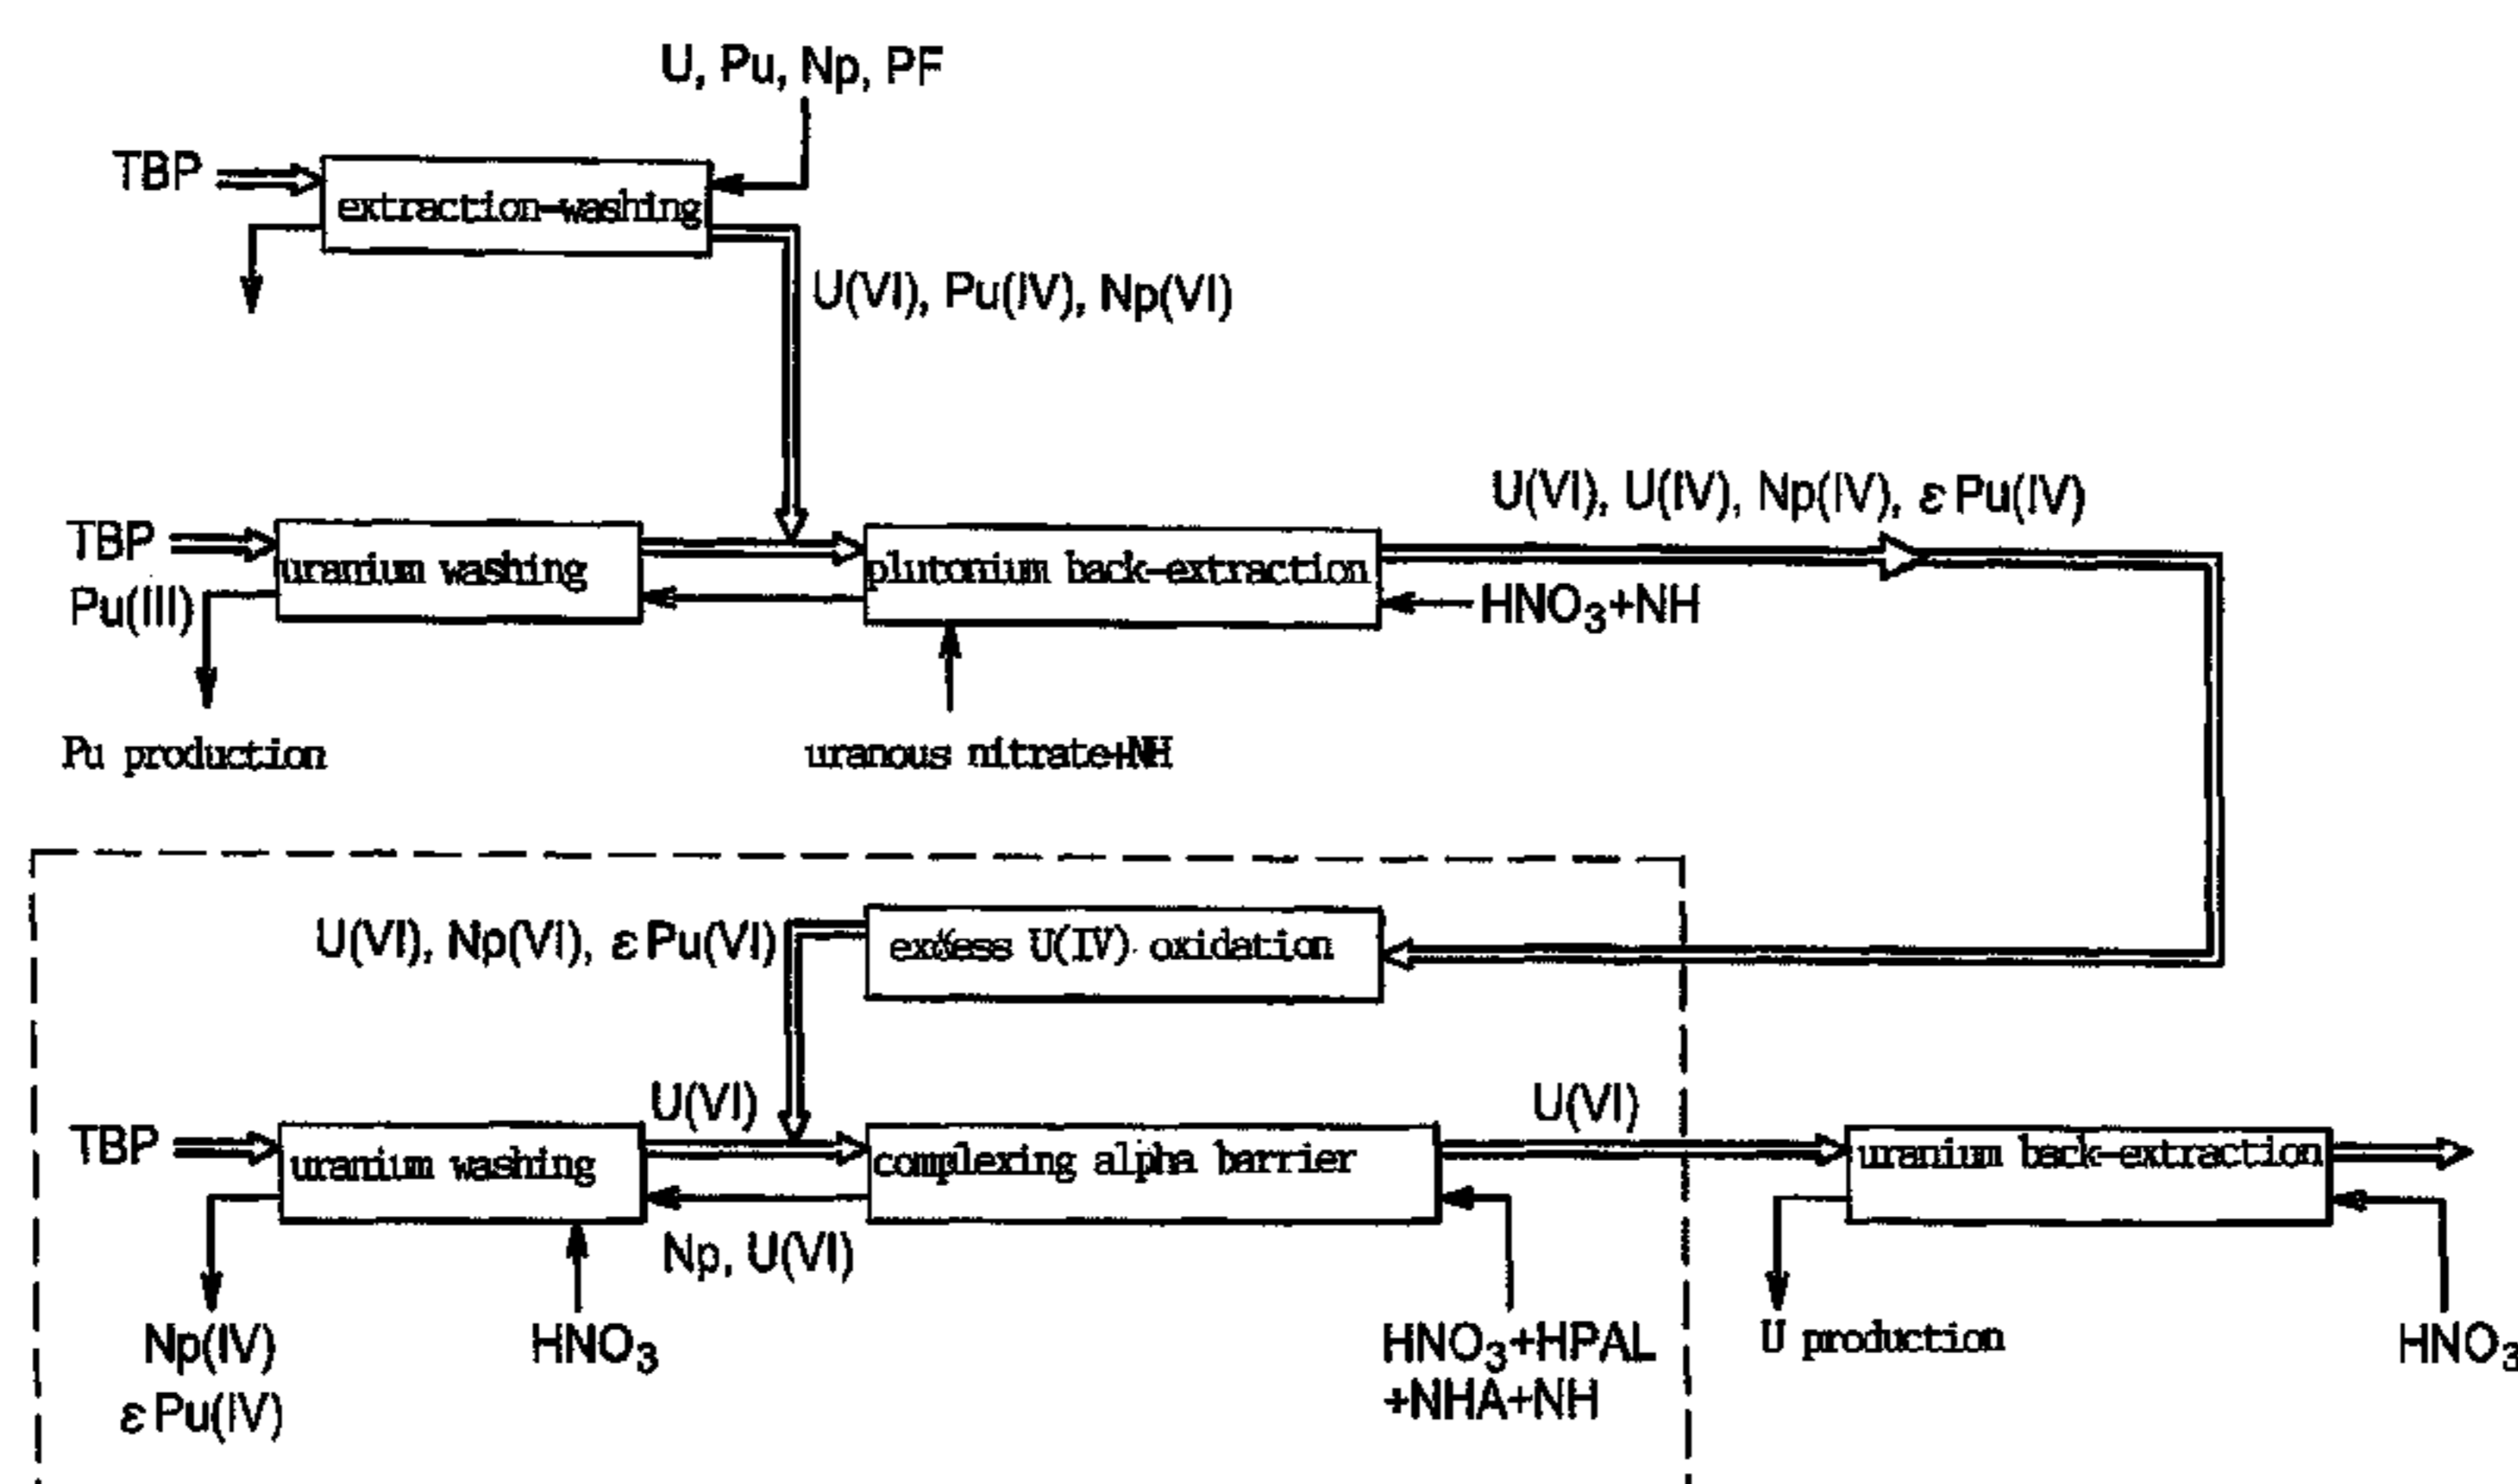 U, Pu, Np, PF
TBP
extraction-washing
U(VI), Pu(IV), Np(VI)
U(VI), U(IV), Np(IV), ε Pu(IV)
TBP
uranium washing
plutonium back-extraction
Pu(III)
HNO₃+NH
Pu production
uranous nitrate+NH
U(VI), Np(VI), ε Pu(VI)
U(IV) oxidation
U(VI)
U(VI)
TBP
uranium washing
complexing alpha barrier
uranium back-extraction
Np, U(VI)
Np(IV)
HNO₃
HNO₃+HPAL
U production
HNO₃
ε Pu(IV)
+NHA+NH